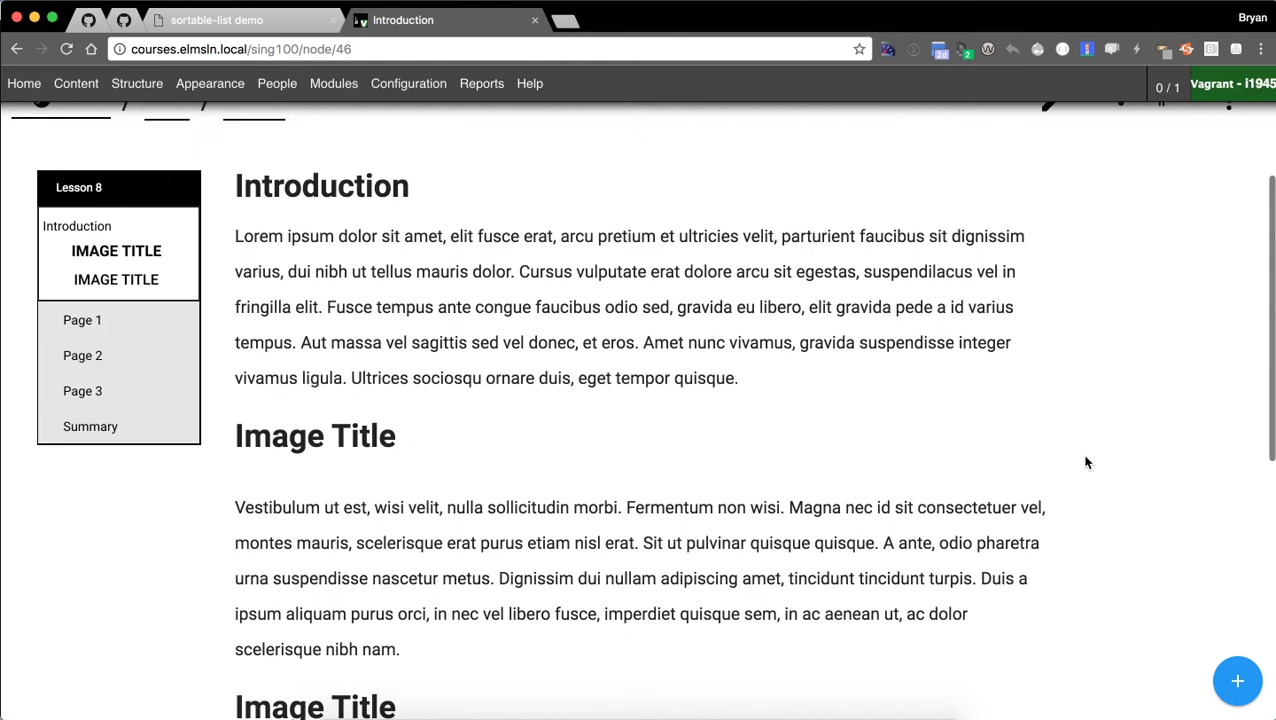 Bryan
sortable-list demo
Introduction
courses.elmsln.local/sing100/node/46
2d
2
Home Content Structure Appearance People Modules Configuration Reports Help
0 / 1
Vagrant - i1945
/ /
Lesson 8
Introduction
IMAGE TITLE
IMAGE TITLE
Page 1
Page 2
Page 3
Summary
Introduction
Lorem ipsum dolor sit amet, elit fusce erat, arcu pretium et ultricies velit, parturient faucibus sit dignissim
varius, dui nibh ut tellus mauris dolor. Cursus vulputate erat dolore arcu sit egestas, suspendilacus vel in
fringilla elit. Fusce tempus ante congue faucibus odio sed, gravida eu libero, elit gravida pede a id varius
tempus. Aut massa vel sagittis sed vel donec, et eros. Amet nunc vivamus, gravida suspendisse integer
vivamus ligula. Ultrices sociosqu ornare duis, eget tempor quisque.
Image Title
Vestibulum ut est, wisi velit, nulla sollicitudin morbi. Fermentum non wisi. Magna nec id sit consectetuer vel,
montes mauris, scelerisque erat purus etiam nisl erat. Sit ut pulvinar quisque quisque. A ante, odio pharetra
urna suspendisse nascetur metus. Dignissim dui nullam adipiscing amet, tincidunt tincidunt turpis. Duis a
ipsum aliquam purus orci, in nec vel libero fusce, imperdiet quisque sem, in ac aenean ut, ac dolor
scelerisque nibh nam.
Image Title